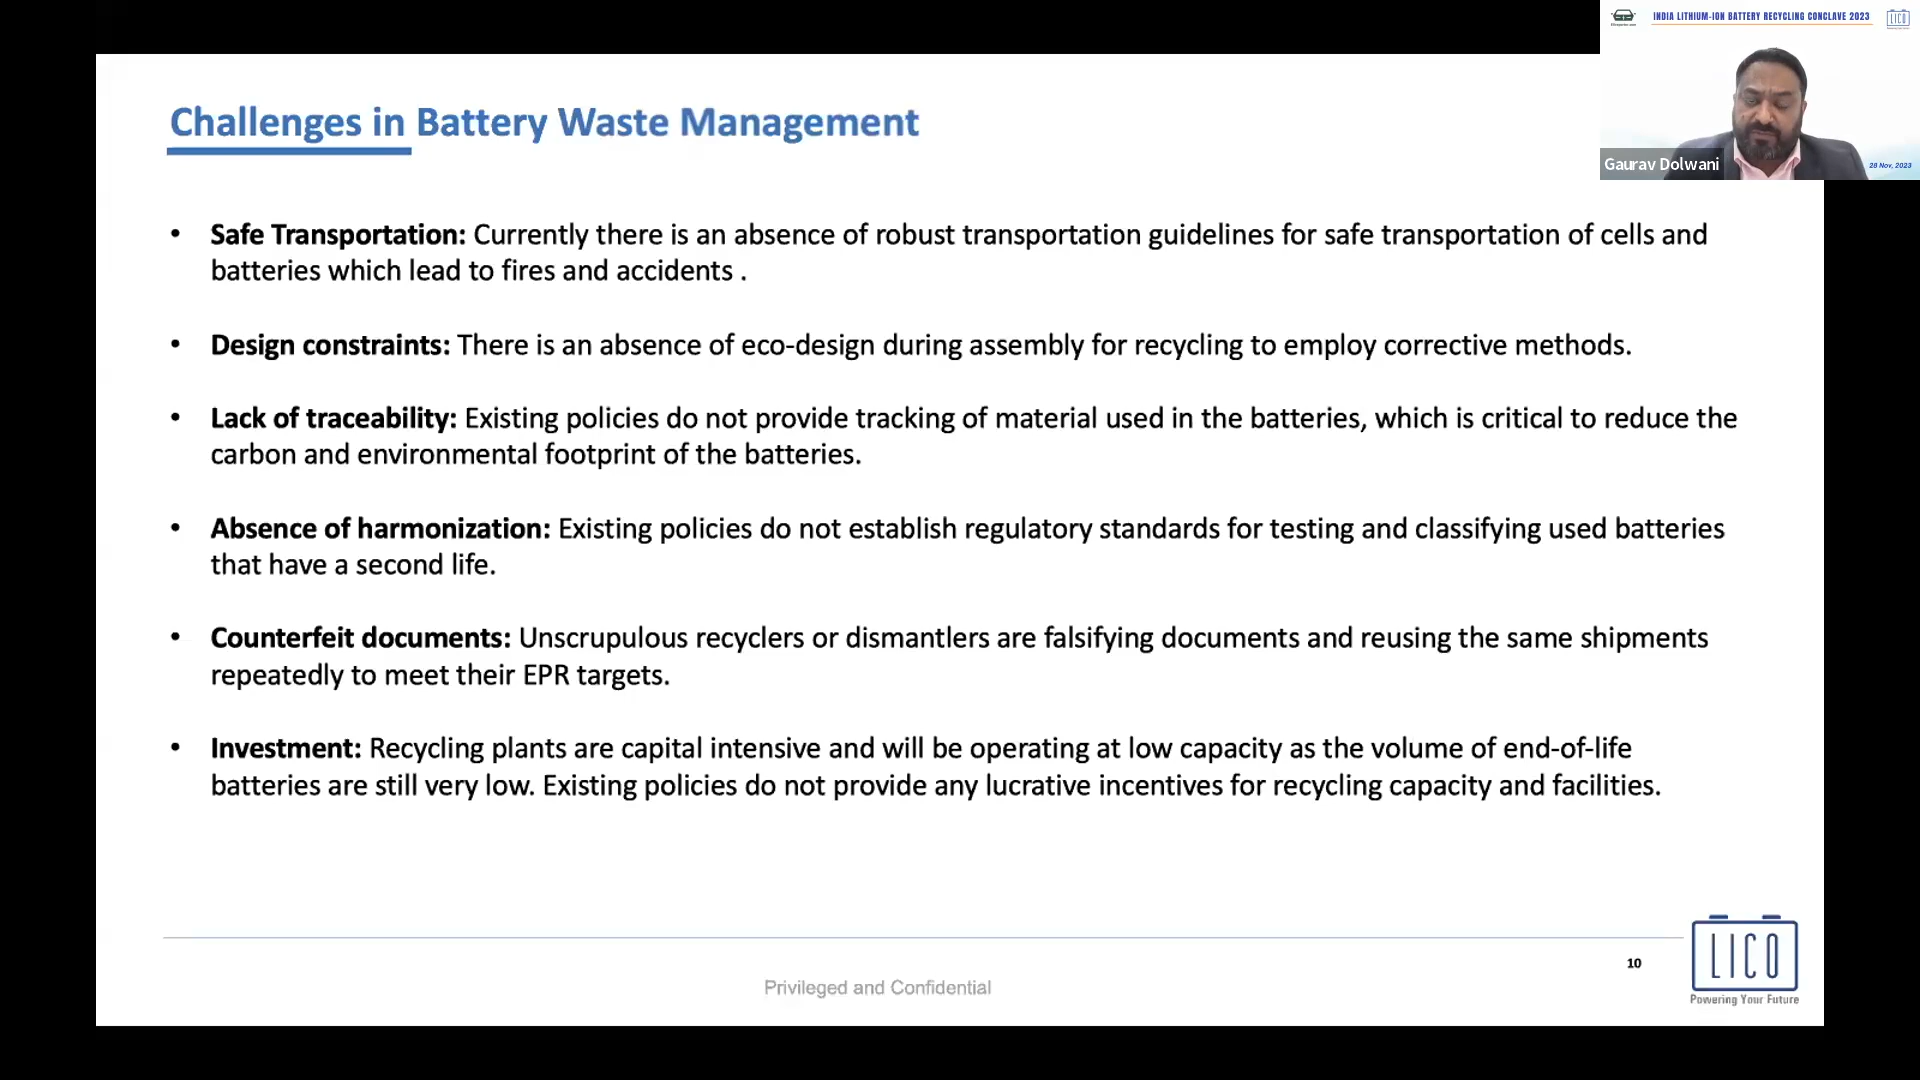 INDIA LITHIUM-ION BATTERY RECYCLING CONCLAVE 2023
LICO
Gaurav Dolwani
28 Nov, 2023
Challenges in Battery Waste Management
• Safe Transportation: Currently there is an absence of robust transportation guidelines for safe transportation of cells and
batteries which lead to fires and accidents .
• Design constraints: There is an absence of eco-design during assembly for recycling to employ corrective methods.
• Lack of traceability: Existing policies do not provide tracking of material used in the batteries, which is critical to reduce the
carbon and environmental footprint of the batteries.
• Absence of harmonization: Existing policies do not establish regulatory standards for testing and classifying used batteries
that have a second life.
• Counterfeit documents: Unscrupulous recyclers or dismantlers are falsifying documents and reusing the same shipments
repeatedly to meet their EPR targets.
• Investment: Recycling plants are capital intensive and will be operating at low capacity as the volume of end-of-life
batteries are still very low. Existing policies do not provide any lucrative incentives for recycling capacity and facilities.
10
Privileged and Confidential
LICO
Powering Your Future